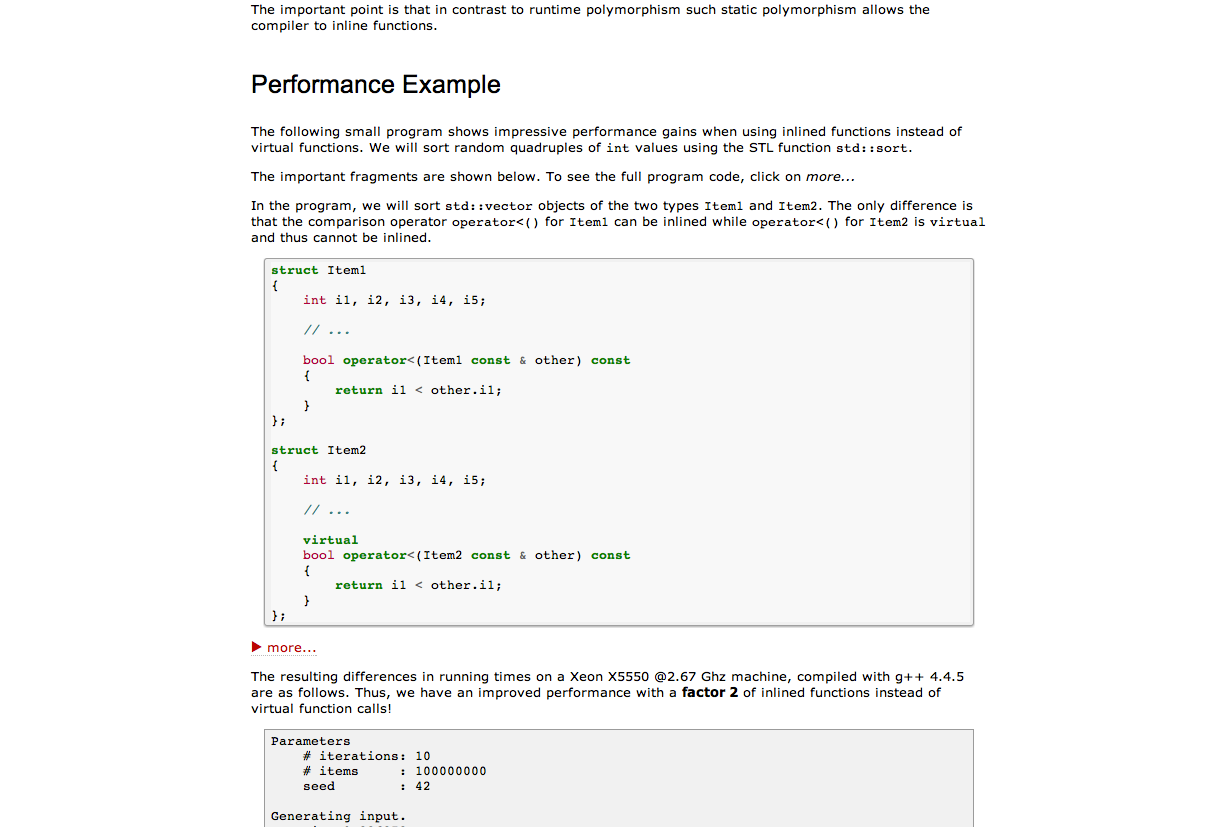 The important point is that in contrast to runtime polymorphism such static polymorphism allows the
compiler to inline functions.
Performance Example
The following small program shows impressive performance gains when using inlined functions instead of
virtual functions. We will sort random quadruples of int values using the STL function std::sort.
The important fragments are shown below. To see the full program code, click on more...
In the program, we will sort std::vector objects of the two types Item1 and Item2. The only difference is
that the comparison operator operator<() for Item1 can be inlined while operator<() for Item2 is virtual
and thus cannot be inlined.
struct Item1
{
    int i1, i2, i3, i4, i5;
    // ...
    bool operator<(Item1 const & other) const
    {
        return i1 < other.i1;
    }
};
struct Item2
{
    int i1, i2, i3, i4, i5;
    // ...
    virtual
    bool operator<(Item2 const & other) const
    {
        return i1 < other.i1;
    }
};
more...
The resulting differences in running times on a Xeon X5550 @2.67 Ghz machine, compiled with g++ 4.4.5
are as follows. Thus, we have an improved performance with a factor 2 of inlined functions instead of
virtual function calls!
Parameters
    # iterations: 10
    # items     : 100000000
    seed        : 42
Generating input.